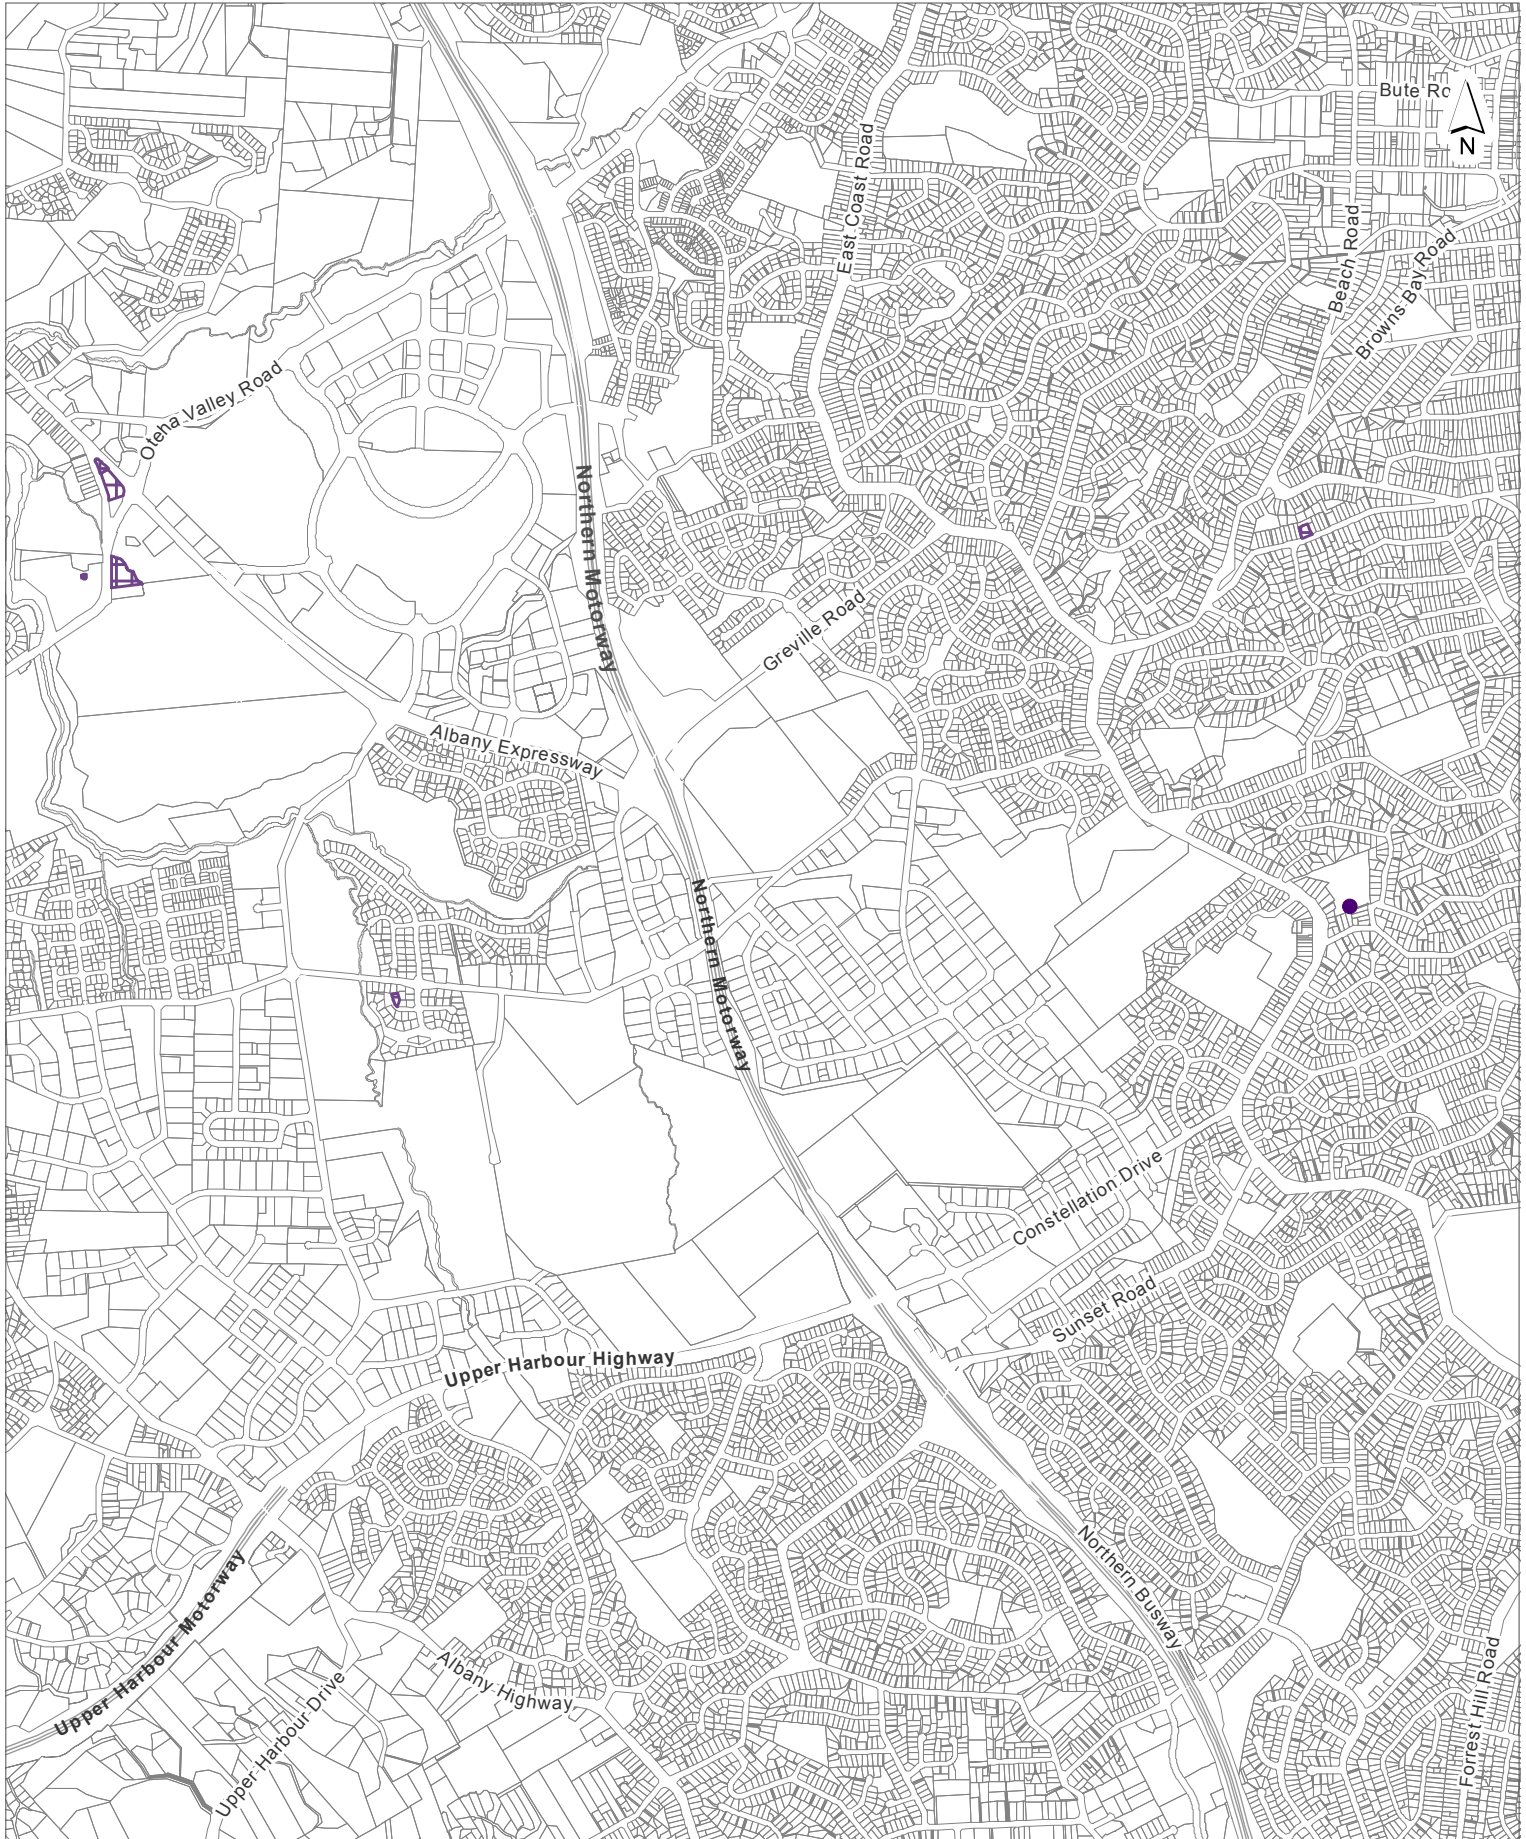 Bute Ro
N
East Coast Road
Beach Road
Browns Bay Road
Oteha Valley Road
Northern Motorway
Greville Road
Albany Expressway
Northern Motorway
Constellation Drive
Sunset Road
Upper Harbour Highway
Northern Busway
Upper Harbour Motorway
Albany Highway
Upper Harbour Drive
Forrest Hill Road